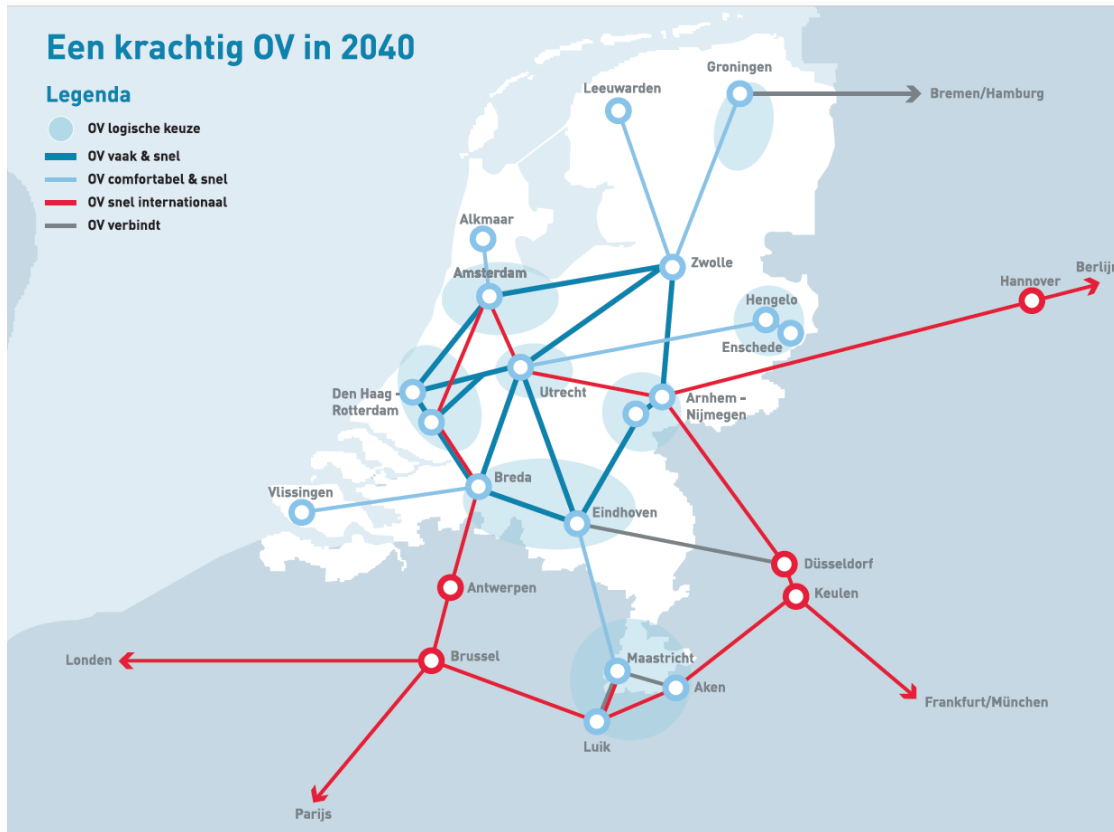 Een krachtig OV in 2040
Legenda
OV logische keuze
OV vaak & snel
OV comfortabel & snel
OV snel internationaal
OV verbindt
Groningen
Leeuwarden
Bremen/Hamburg
Alkmaar
Amsterdam
Zwolle
Berlijn
Hannover
Hengelo
Enschede
Den Haag -
Rotterdam
Utrecht
Arnhem -
Nijmegen
Breda
Vlissingen
Eindhoven
Düsseldorf
Antwerpen
Keulen
Londen
Brussel
Maastricht
Aken
Frankfurt/München
Luik
Parijs